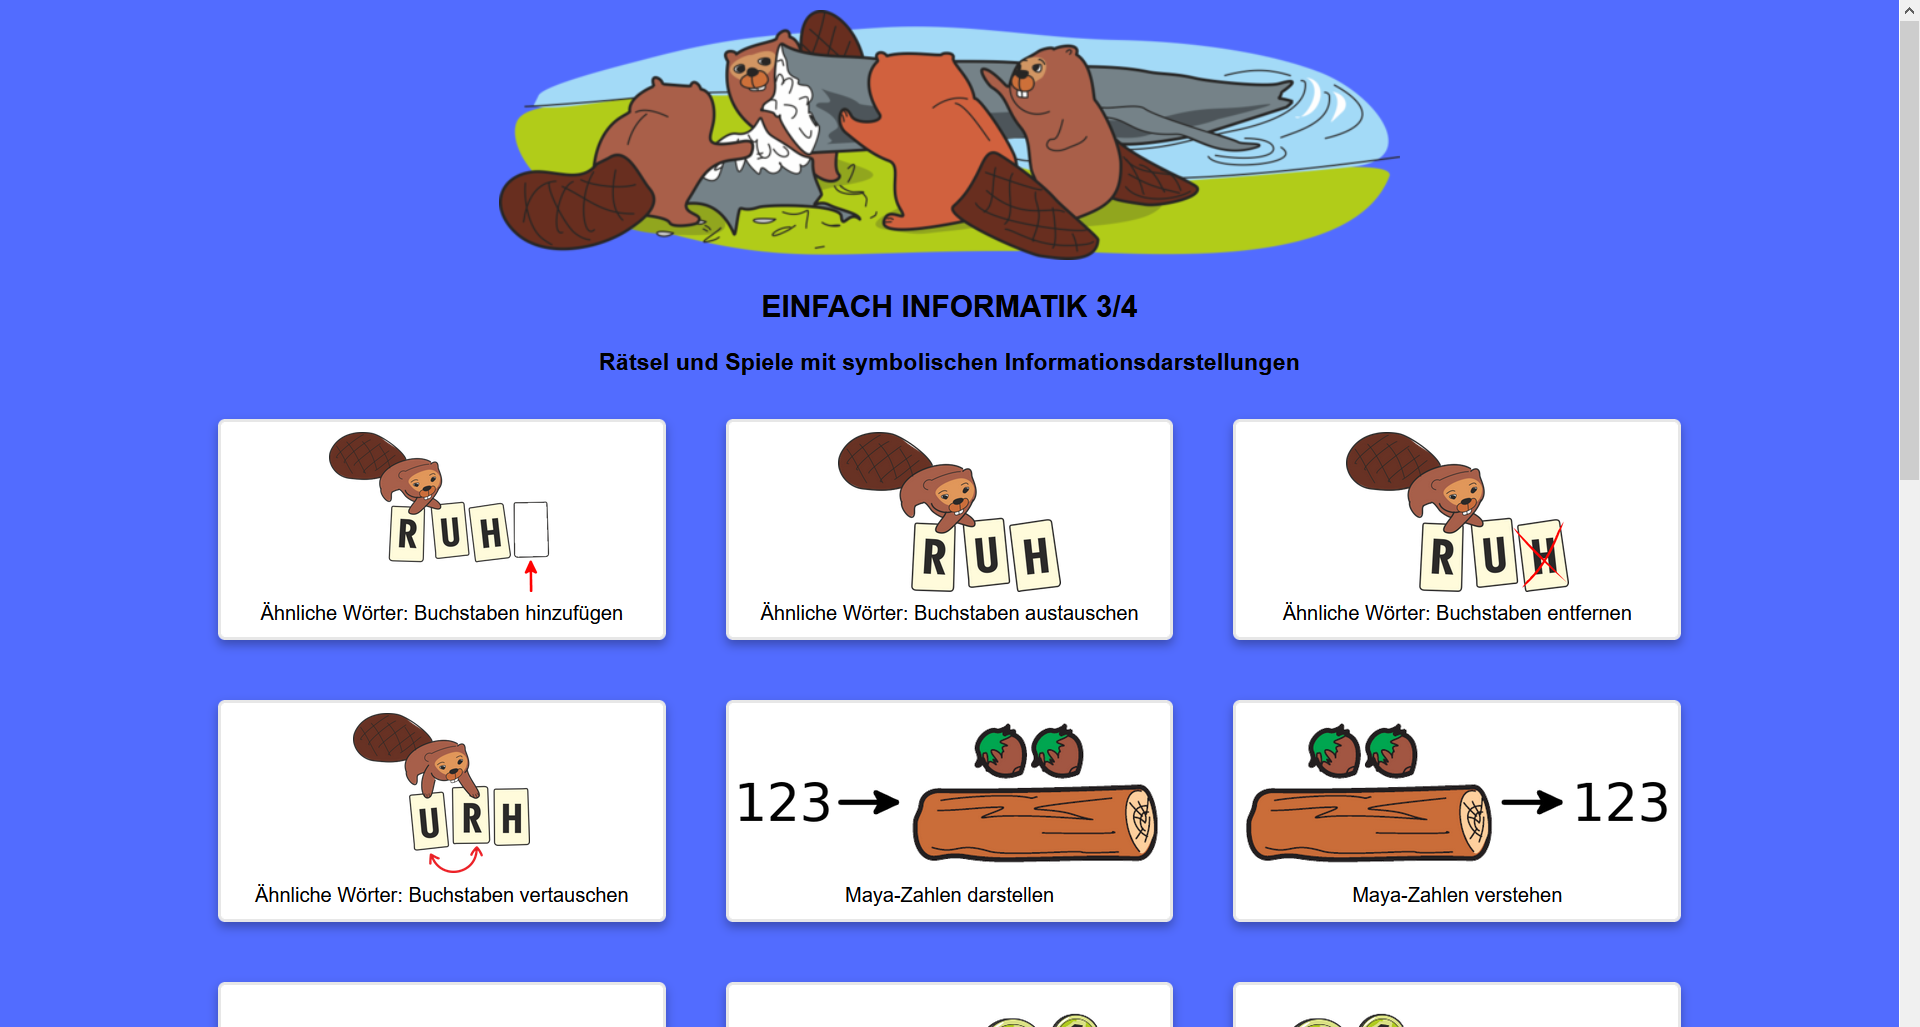 EINFACH INFORMATIK 3/4
Rätsel und Spiele mit symbolischen Informationsdarstellungen
R U H
Ähnliche Wörter: Buchstaben hinzufügen
R U H
Ähnliche Wörter: Buchstaben austauschen
R U H
Ähnliche Wörter: Buchstaben entfernen
U R H
Ähnliche Wörter: Buchstaben vertauschen
123
Maya-Zahlen darstellen
123
Maya-Zahlen verstehen